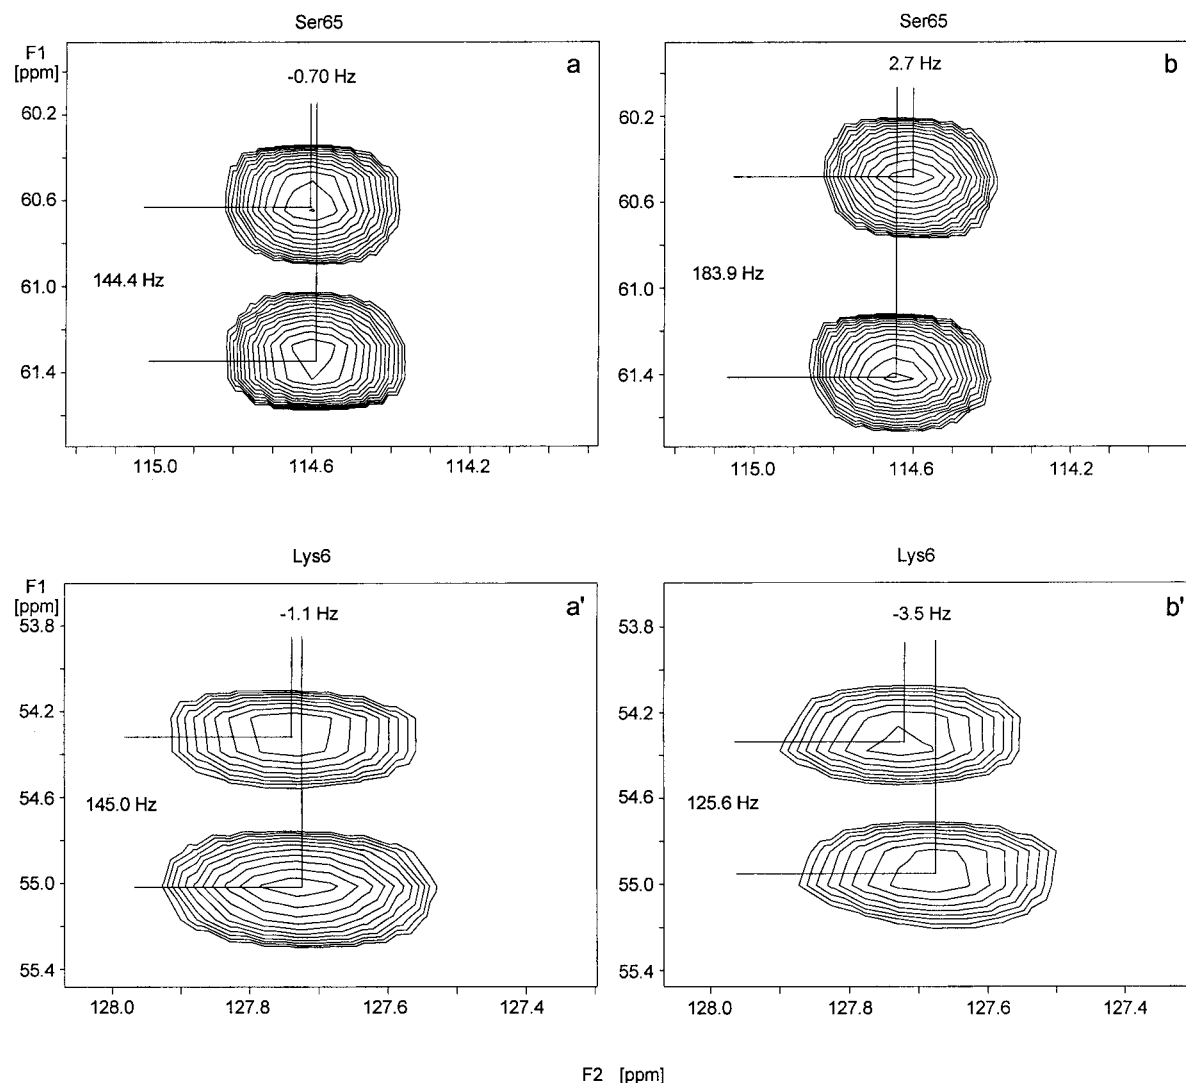 Ser65
F1
[ppm]
a
-0.70 Hz
60.2
60.6
144.4 Hz
61.0
61.4
115.0 114.6 114.2
Ser65
b
2.7 Hz
60.2
60.6
183.9 Hz
61.0
61.4
115.0 114.6 114.2
Lys6
F1
[ppm]
a'
-1.1 Hz
53.8
54.2
54.6
145.0 Hz
55.0
55.4
128.0 127.8 127.6 127.4
Lys6
b'
-3.5 Hz
53.8
54.2
54.6
125.6 Hz
55.0
55.4
128.0 127.8 127.6 127.4
F2 [ppm]